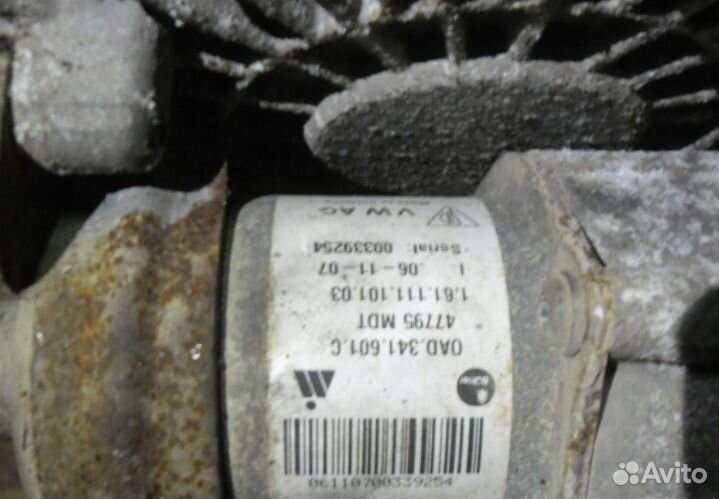 06110700339254
Bühler
0AD.341.601.C
47795 MDT
1.61.111.101.03
I .06-11-07
Serial: 00339254
VW AG
Avito